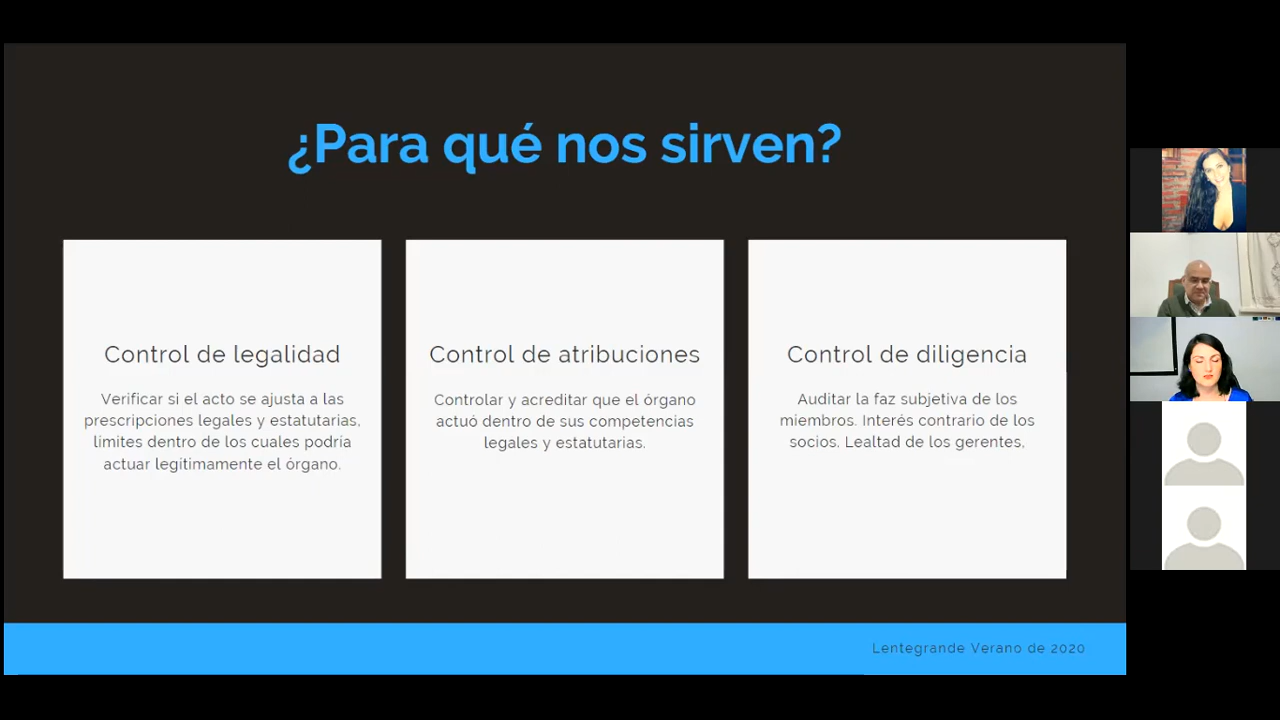 ¿Para qué nos sirven?
Control de legalidad
Verificar si el acto se ajusta a las
prescripciones legales y estatutarias,
límites dentro de los cuales podría
actuar legítimamente el órgano.
Control de atribuciones
Controlar y acreditar que el órgano
actuó dentro de sus competencias
legales y estatutarias.
Control de diligencia
Auditar la faz subjetiva de los
miembros. Interés contrario de los
socios. Lealtad de los gerentes,
Lentegrande Verano de 2020